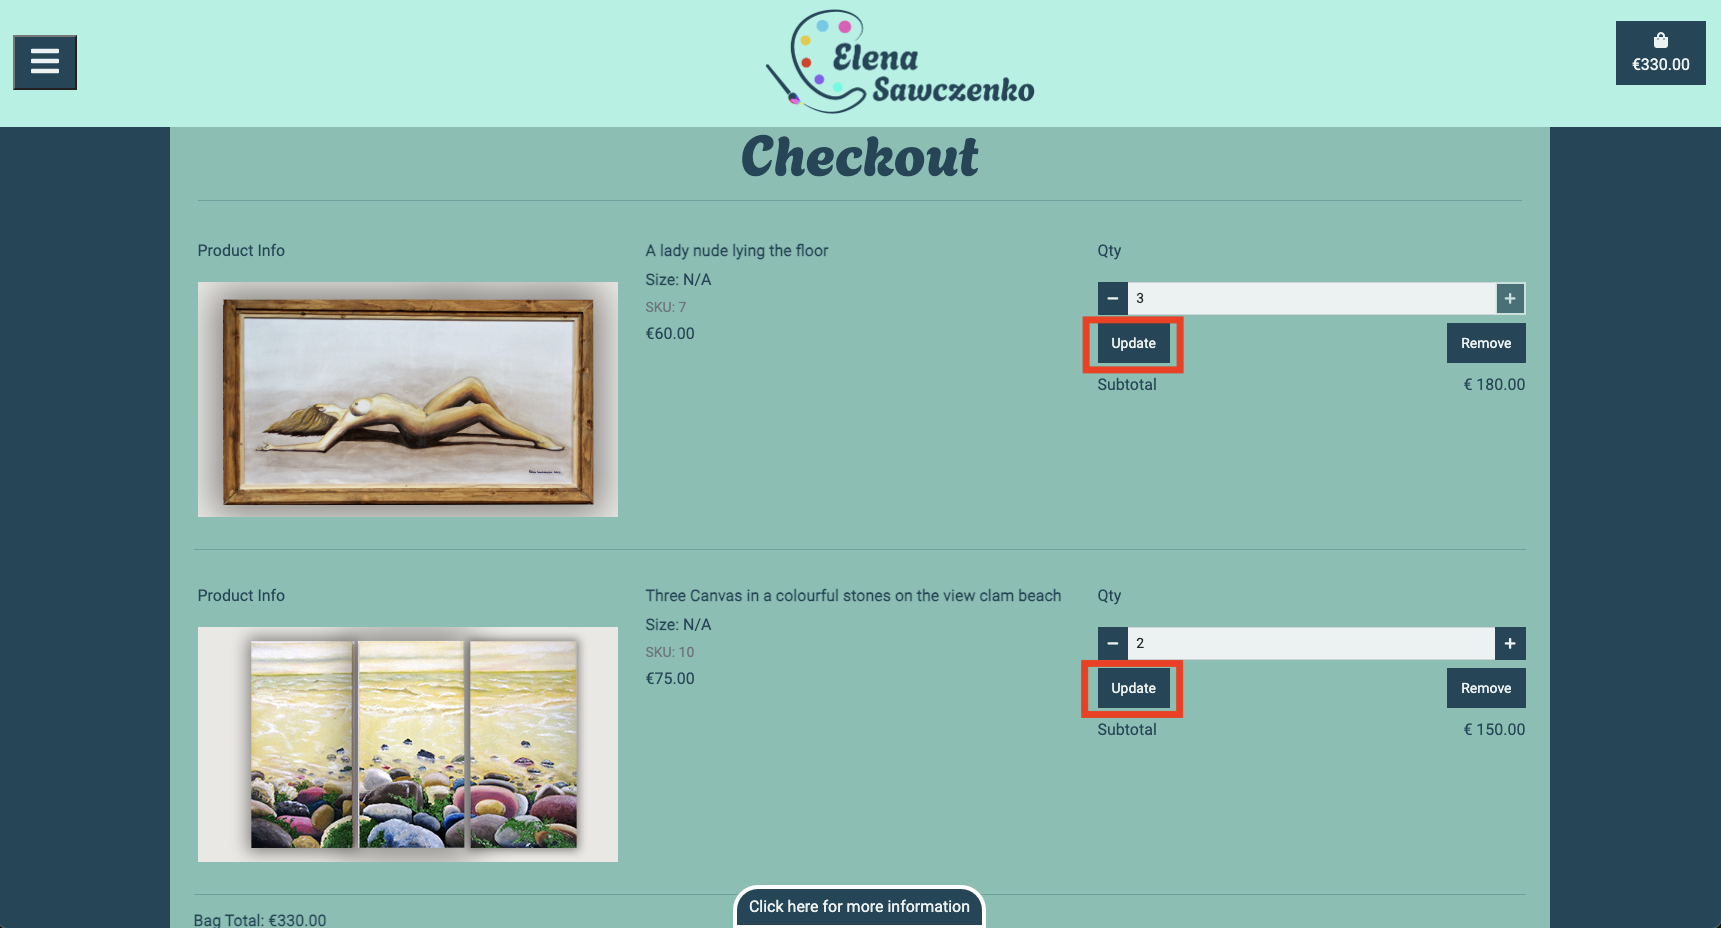 Elena
Sawczenko
€330.00
Checkout
Product Info
A lady nude lying the floor
Size: N/A
SKU: 7
€60.00
Qty
3
Update
Remove
Subtotal
€ 180.00
Product Info
Three Canvas in a colourful stones on the view clam beach
Size: N/A
SKU: 10
€75.00
Qty
2
Update
Remove
Subtotal
€ 150.00
Bag Total: €330.00
Click here for more information